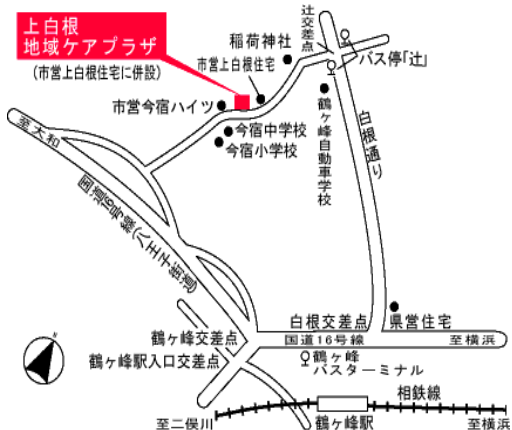 上白根
地域ケアプラザ
(市営上白根住宅に併設)
辻交差点
稲荷神社
バス停「辻」
市営上白根住宅
市営今宿ハイツ
今宿中学校
今宿小学校
鶴ヶ峰自動車学校
白根通り
至大和
国道16号線(八王子街道)
白根交差点
県営住宅
鶴ヶ峰交差点
国道16号線
至横浜
鶴ヶ峰駅入口交差点
鶴ヶ峰
バスターミナル
相鉄線
至二俣川
鶴ヶ峰駅
至横浜
N